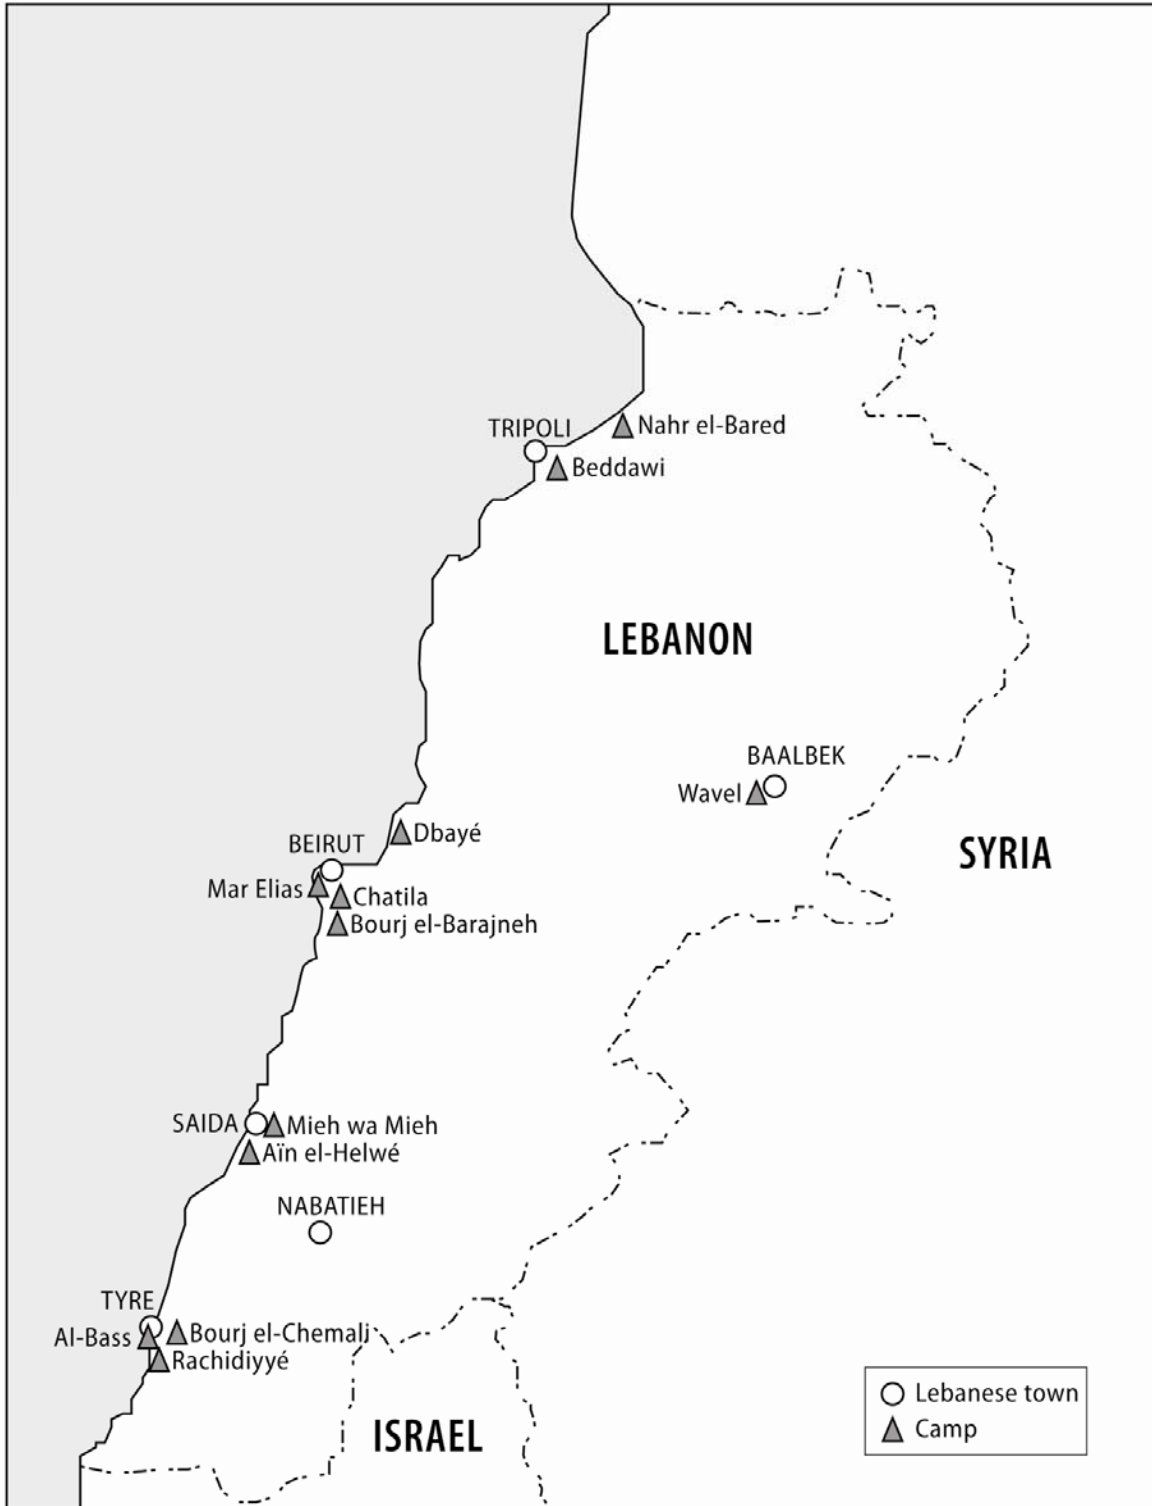 TRIPOLI
Nahr el-Bared
Beddawi
LEBANON
BAALBEK
Wavel
SYRIA
Dbayé
BEIRUT
Mar Elias
Chatila
Bourj el-Barajneh
SAIDA
Mieh wa Mieh
Aïn el-Helwé
NABATIEH
TYRE
Al-Bass
Bourj el-Chemali
Rachidiyyé
ISRAEL
Lebanese town
Camp